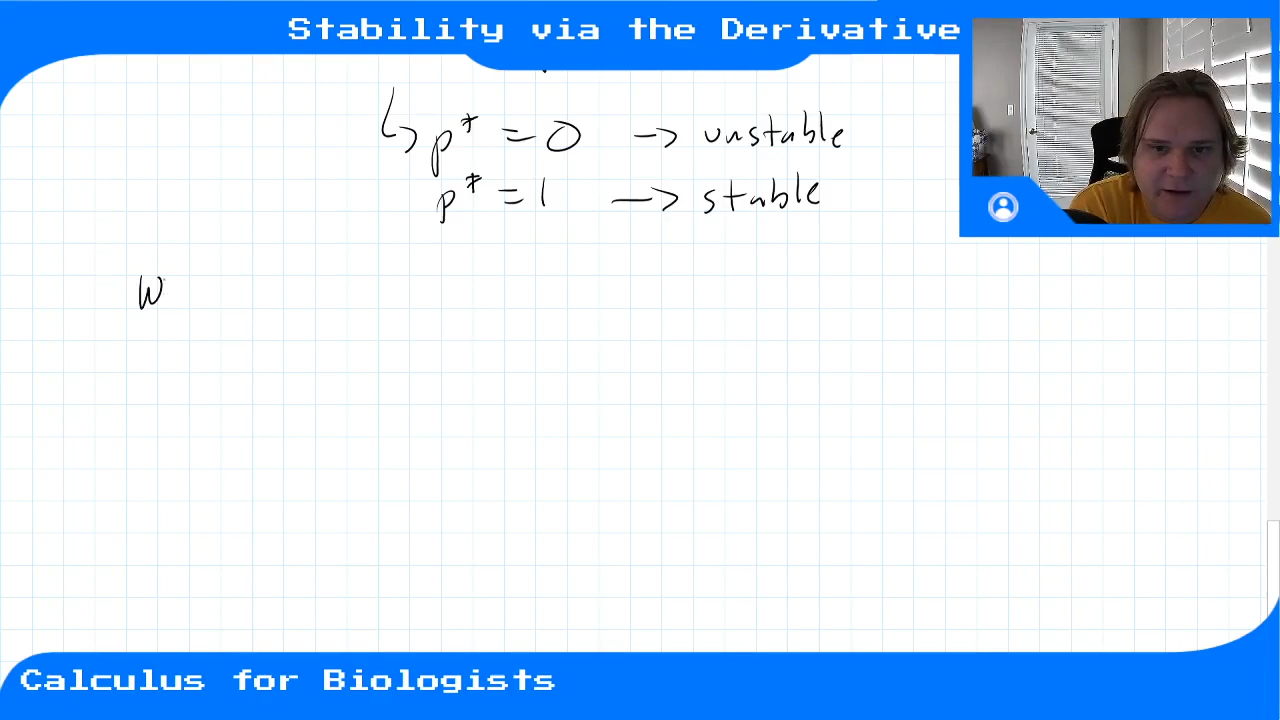 Stability via the Derivative
↳ p* = 0 → unstable
p* = 1 → stable
W
Calculus for Biologists